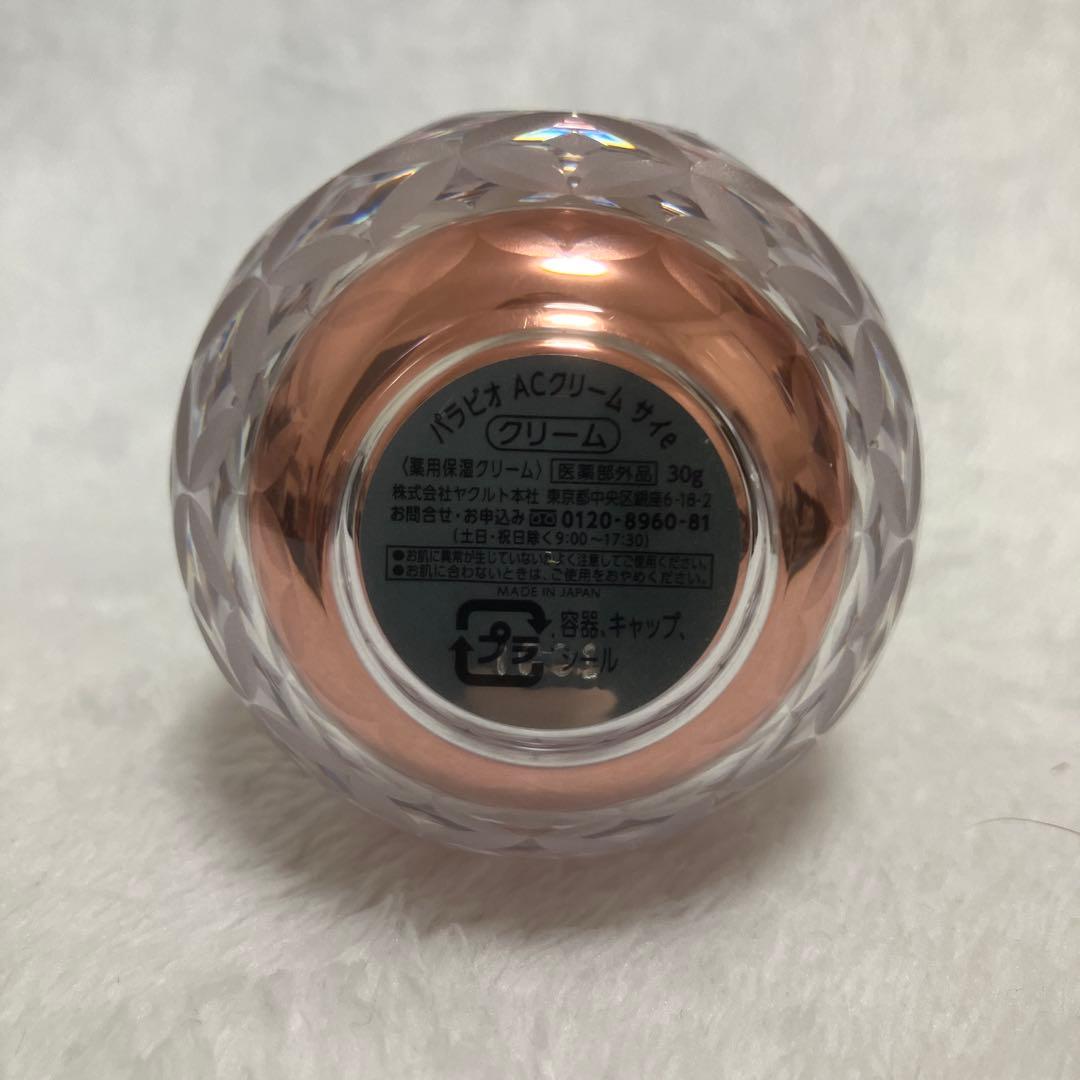 パラビオ ACクリーム サイe
クリーム
〈薬用保湿クリーム〉 医薬部外品 30g
株式会社ヤクルト本社 東京都中央区銀座6-18-2
お問合せ・お申込み 0120-8960-81
(土日・祝日除く9:00～17:30)
●お肌に異常が生じていないかよく注意してご使用ください。
●お肌に合わないときは、ご使用をおやめください。
MADE IN JAPAN
プラ 容器、キャップ、
シール